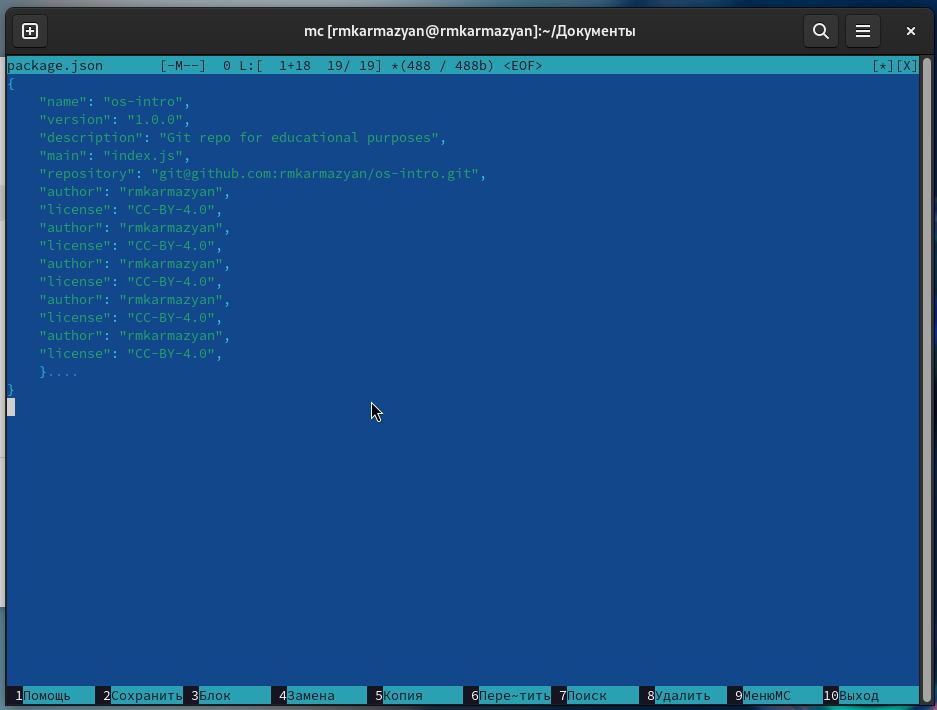 mc [rmkarmazyan@rmkarmazyan]:~/Документы
package.json [-M--] 0 L:[ 1+18 19/ 19] *(488 / 488b) <EOF> [*][X]
{
    "name": "os-intro",
    "version": "1.0.0",
    "description": "Git repo for educational purposes",
    "main": "index.js",
    "repository": "git@github.com:rmkarmazyan/os-intro.git",
    "author": "rmkarmazyan",
    "license": "CC-BY-4.0",
    "author": "rmkarmazyan",
    "license": "CC-BY-4.0",
    "author": "rmkarmazyan",
    "license": "CC-BY-4.0",
    "author": "rmkarmazyan",
    "license": "CC-BY-4.0",
    "author": "rmkarmazyan",
    "license": "CC-BY-4.0",
    }....
}
1Помощь 2Сохранить 3Блок 4Замена 5Копия 6Пере~тить 7Поиск 8Удалить 9МенюMC 10Выход